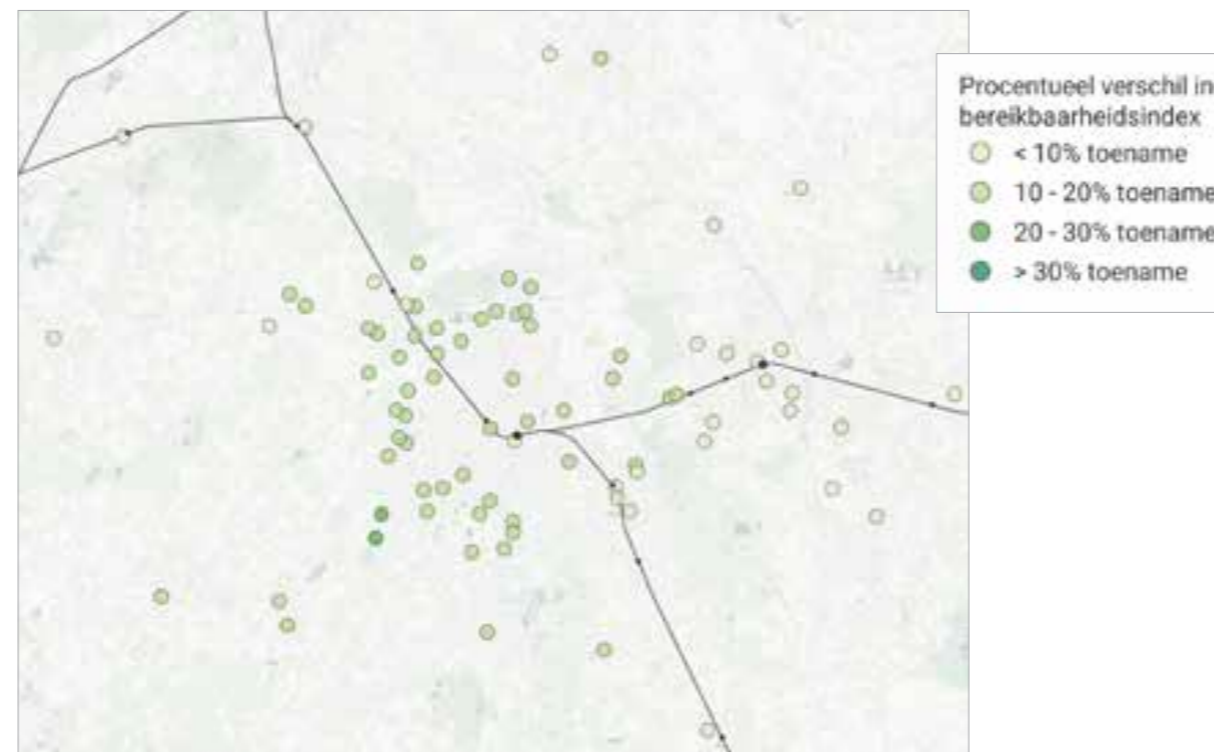 Procentueel verschil in
bereikbaarheidsindex
< 10% toename
10 - 20% toename
20 - 30% toename
> 30% toename